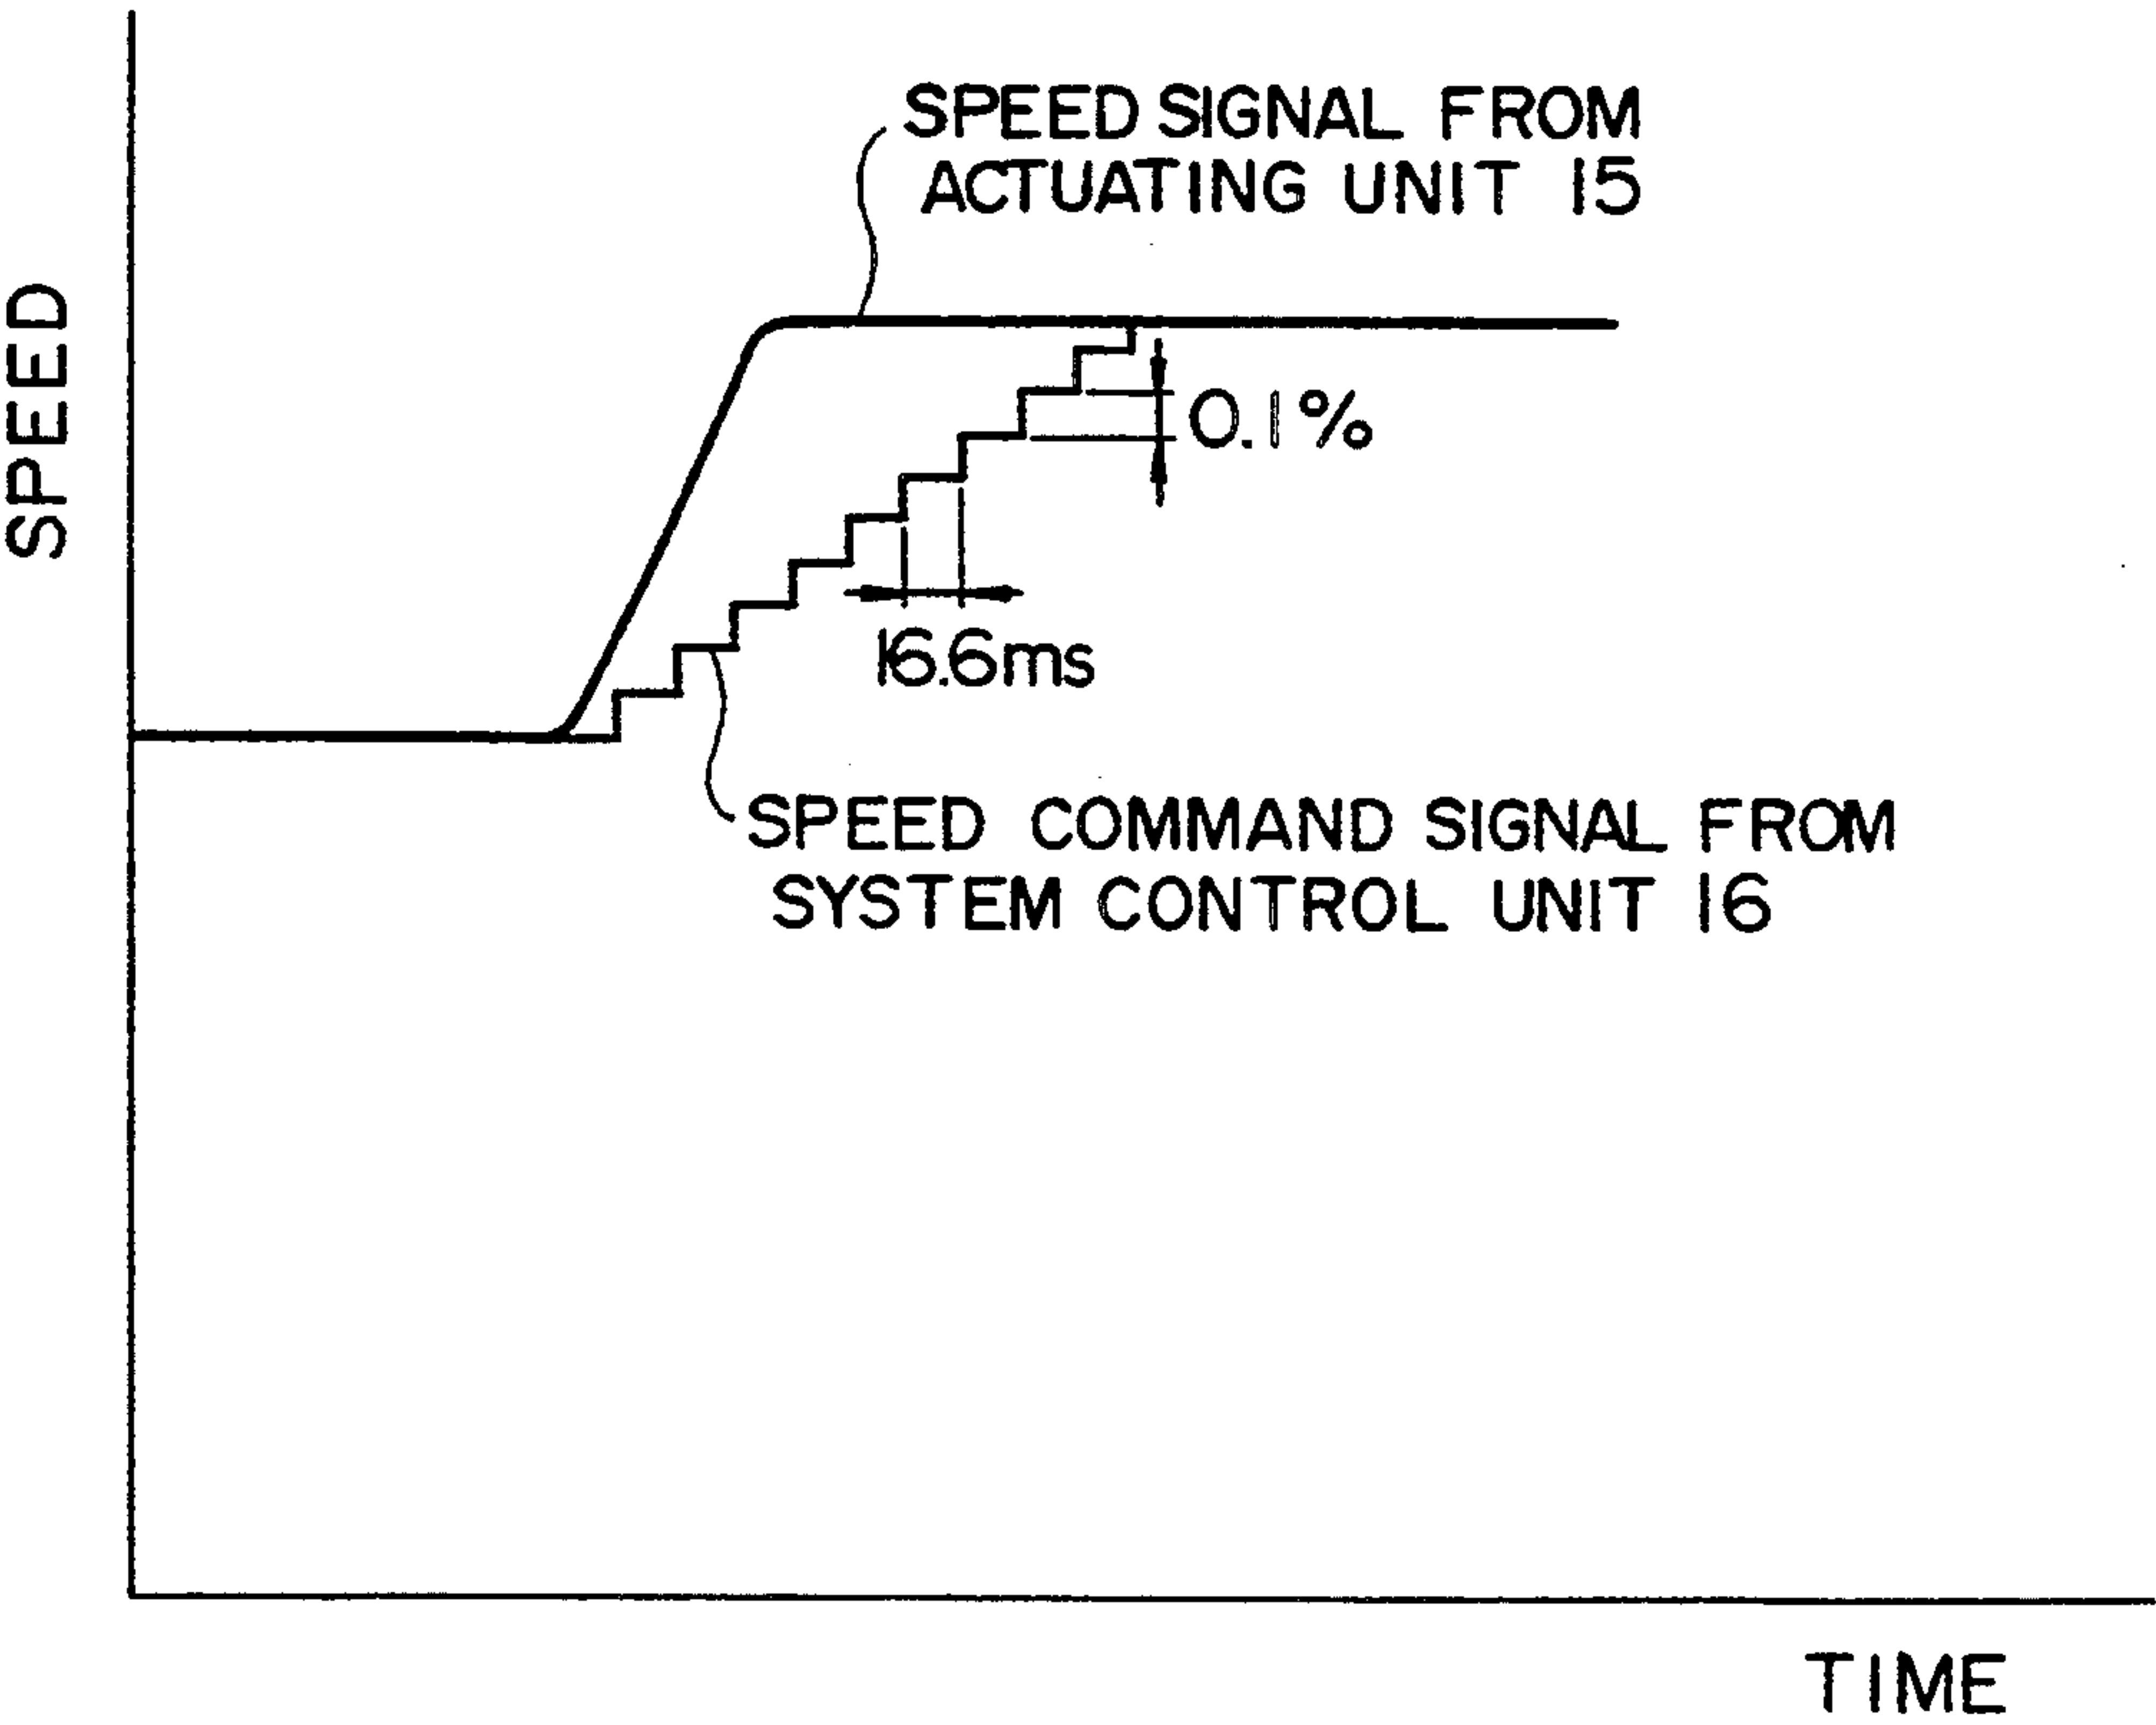 SPEED SIGNAL FROM
ACTUATING UNIT 15
SPEED
0.1%
16.6ms
SPEED COMMAND SIGNAL FROM
SYSTEM CONTROL UNIT 16
TIME